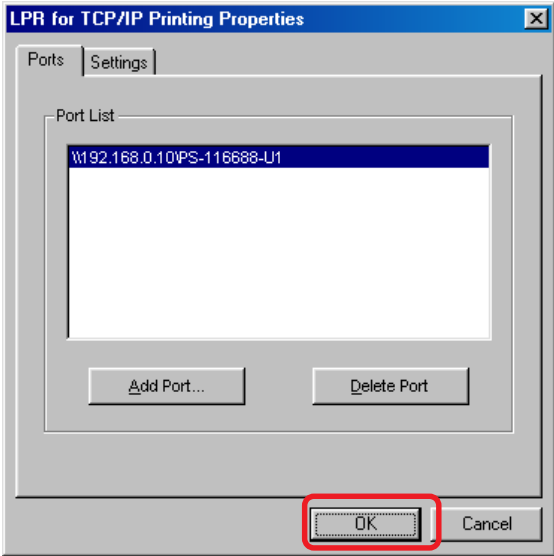 LPR for TCP/IP Printing Properties
Ports Settings
Port List
\\192.168.0.10\PS-116688-U1
Add Port... Delete Port
OK Cancel